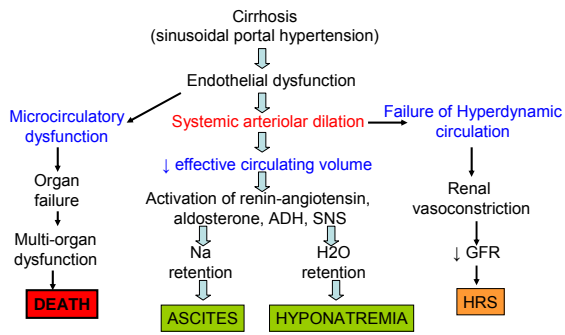 Cirrhosis
(sinusoidal portal hypertension)
Endothelial dysfunction
Microcirculatory
dysfunction
Systemic arteriolar dilation
Failure of Hyperdynamic
circulation
↓ effective circulating volume
Organ
failure
Activation of renin-angiotensin,
aldosterone, ADH, SNS
Renal
vasoconstriction
Multi-organ
dysfunction
Na
retention
H2O
retention
↓ GFR
DEATH
ASCITES
HYPONATREMIA
HRS